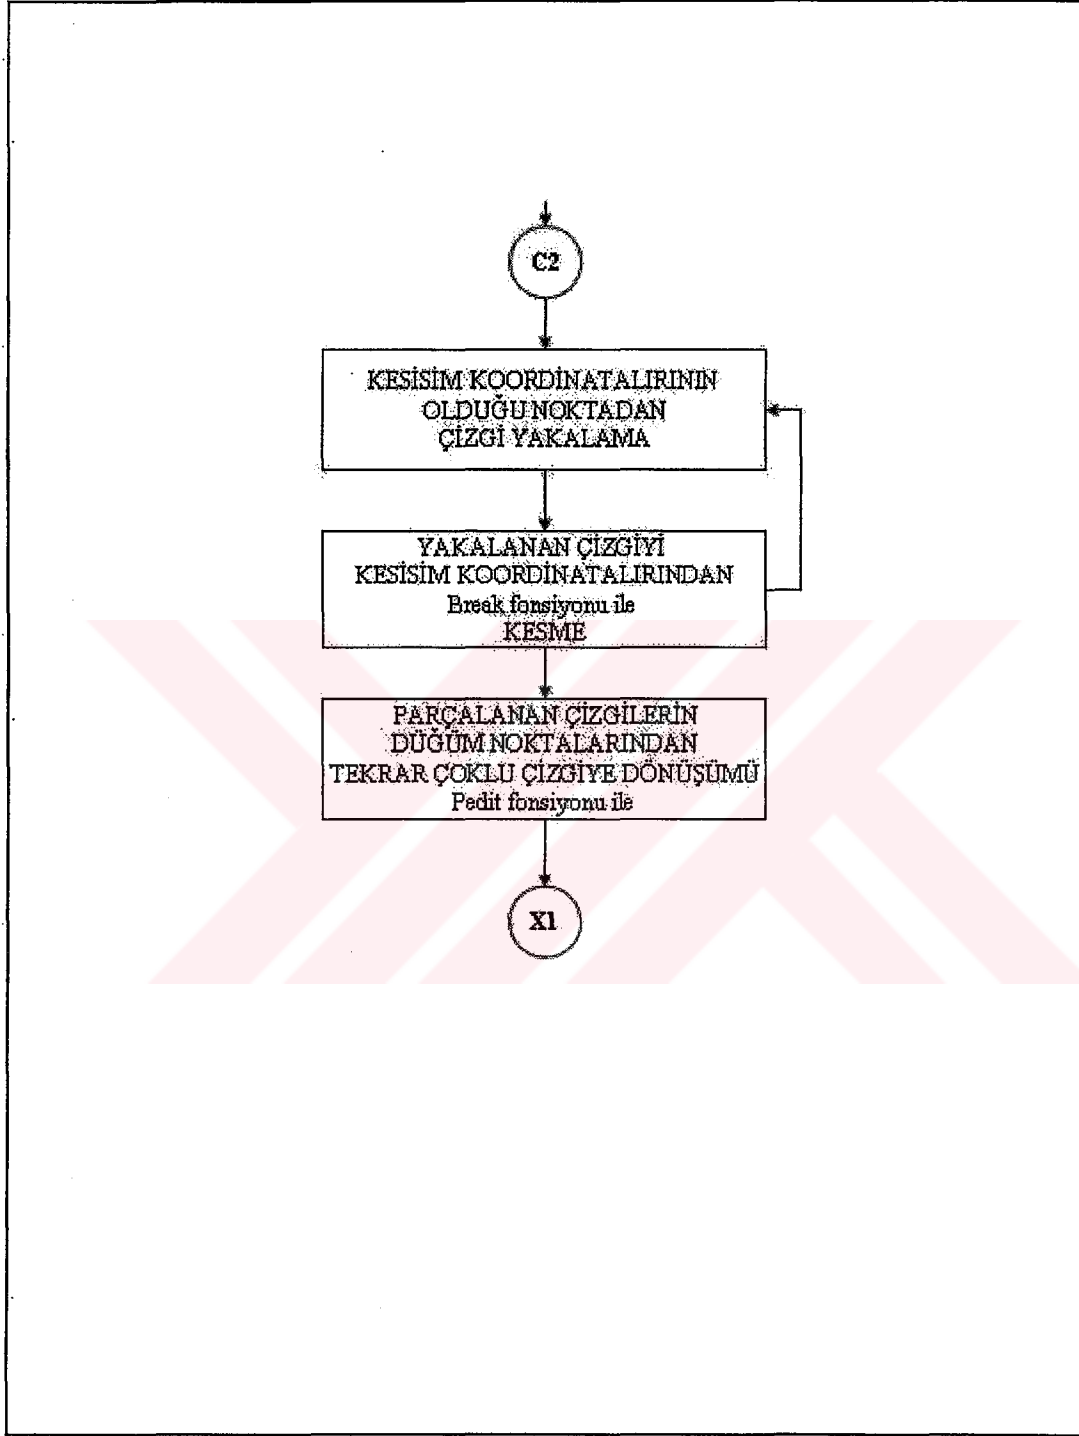 C2
KESİSİM KOORDİNATALIRININ
OLDUĞU NOKTADAN
ÇİZGİ YAKALAMA
YAKALANAN ÇİZGİYİ
KESİSİM KOORDİNATALIRINDAN
Break fonsiyonu ile
KESME
PARÇALANAN ÇİZGİLERİN
DÜĞÜM NOKTALARINDAN
TEKRAR ÇOKLU ÇİZGİYE DÖNÜŞÜMÜ
Pedit fonsiyonu ile
X1